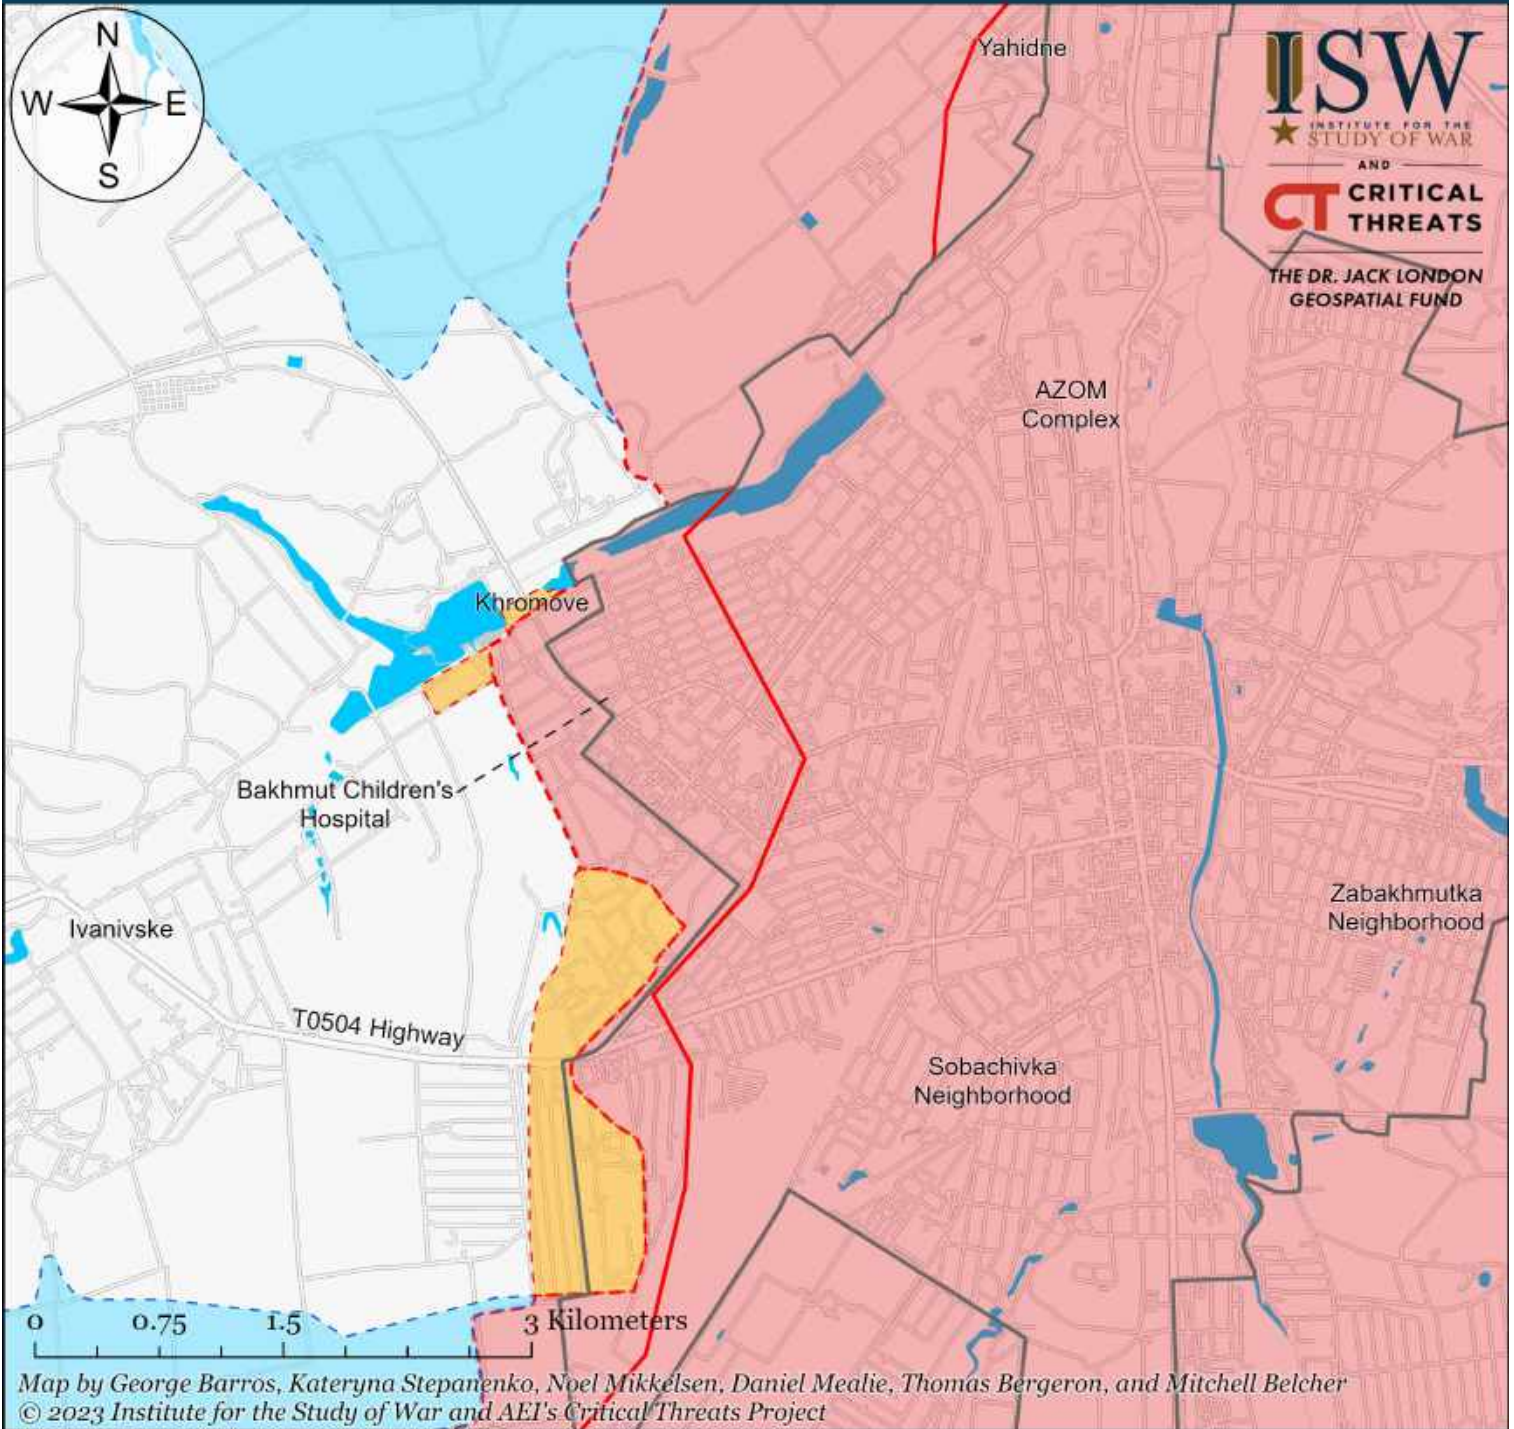 N
W
E
S
Yahidne
ISW
INSTITUTE FOR THE
STUDY OF WAR
AND
CT CRITICAL
THREATS
THE DR. JACK LONDON
GEOSPATIAL FUND
AZOM
Complex
Khromove
Bakhmut Children's
Hospital
Ivanivske
Zabakhmutka
Neighborhood
T0504 Highway
Sobachivka
Neighborhood
0 0.75 1.5 3 Kilometers
Map by George Barros, Kateryna Stepanenko, Noel Mikkelsen, Daniel Mealie, Thomas Bergeron, and Mitchell Belcher
© 2023 Institute for the Study of War and AEI's Critical Threats Project